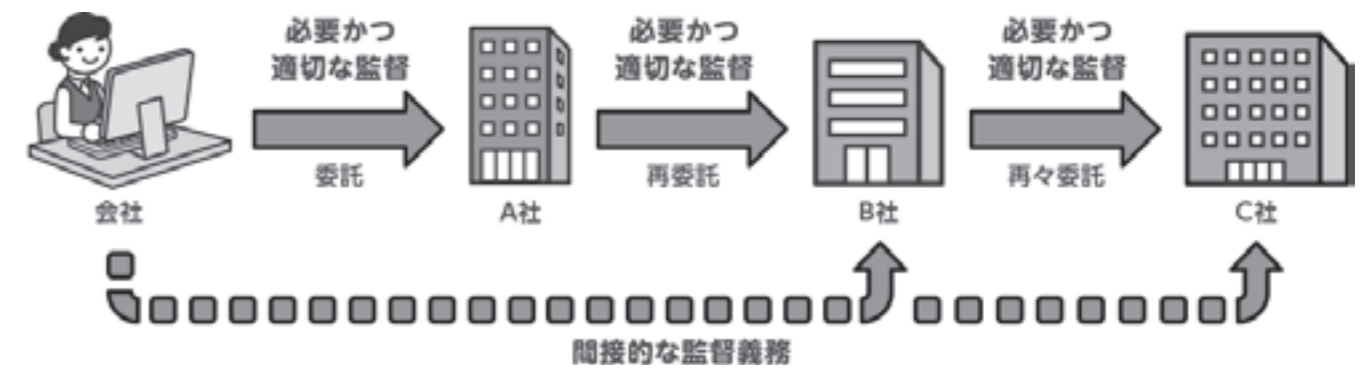 必要かつ
適切な監督
必要かつ
適切な監督
必要かつ
適切な監督
委託
再委託
再々委託
会社
A社
B社
C社
間接的な監督義務